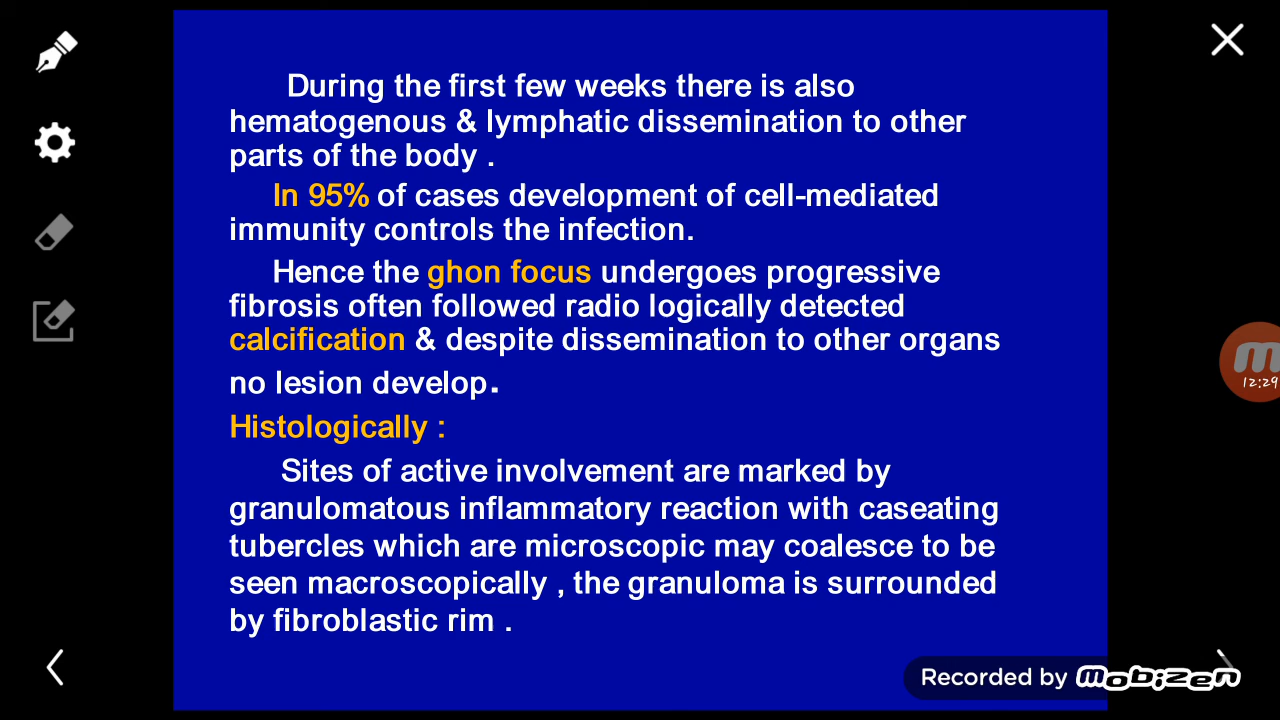 During the first few weeks there is also
hematogenous & lymphatic dissemination to other
parts of the body .
In 95% of cases development of cell-mediated
immunity controls the infection.
Hence the ghon focus undergoes progressive
fibrosis often followed radio logically detected
calcification & despite dissemination to other organs
no lesion develop.
Histologically :
Sites of active involvement are marked by
granulomatous inflammatory reaction with caseating
tubercles which are microscopic may coalesce to be
seen macroscopically , the granuloma is surrounded
by fibroblastic rim .
12:29
Recorded by Mobizen